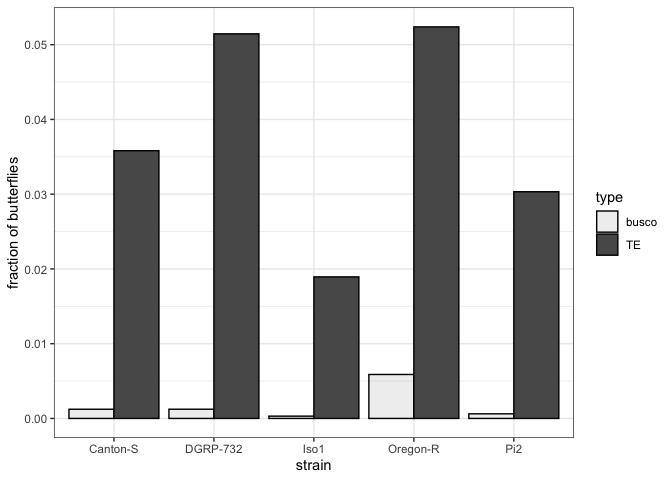 fraction of butterflies
0.05
0.04
0.03
0.02
0.01
0.00
Canton-S DGRP-732 Iso1 Oregon-R Pi2
strain
type
busco
TE